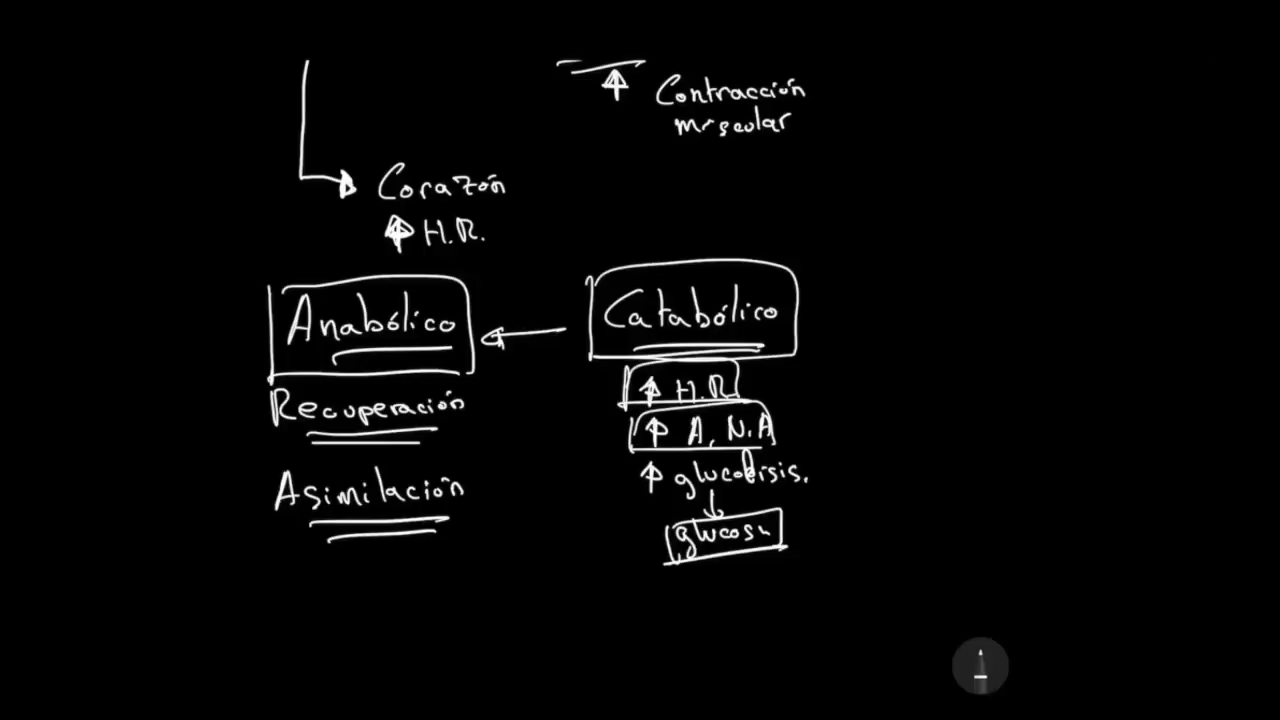 ↑ Contracción
muscular
Corazón
↑ H.R.
Anabólico ← Catabólico
Recuperación
Asimilación
↑ H.R
↑ A, N.A
↑ glucolisis.
↓
glucosa